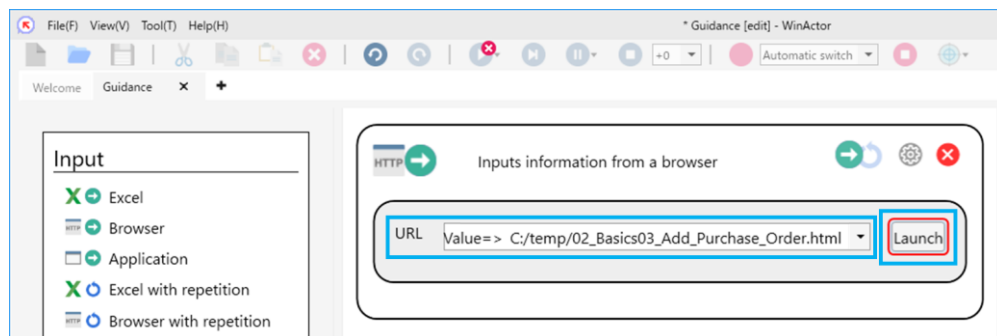 File(F) View(V) Tool(T) Help(H) * Guidance [edit] - WinActor
+0 Automatic switch
Welcome Guidance
Input
Excel
Browser
Application
Excel with repetition
Browser with repetition
HTTP Inputs information from a browser
URL Value=> C:/temp/02_Basics03_Add_Purchase_Order.html Launch